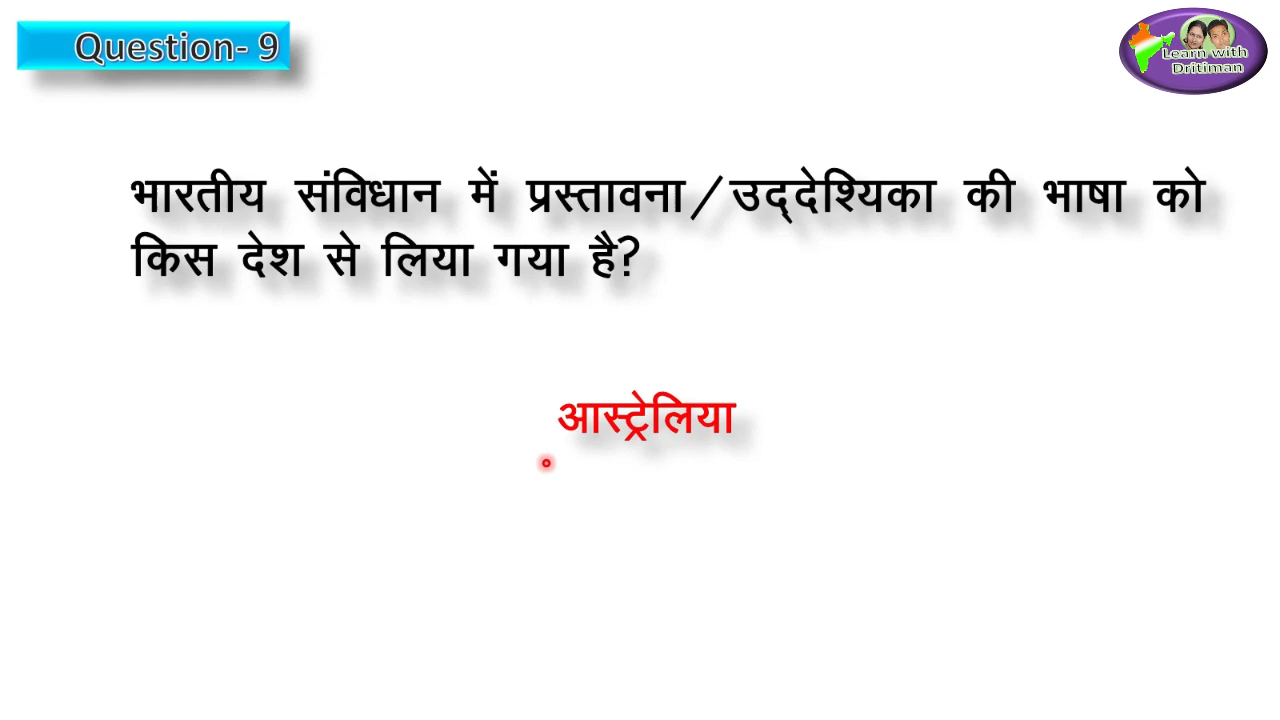 Question- 9
Learn with
Dritiman
भारतीय संविधान में प्रस्तावना/उद्देश्यिका की भाषा को
किस देश से लिया गया है?
आस्ट्रेलिया